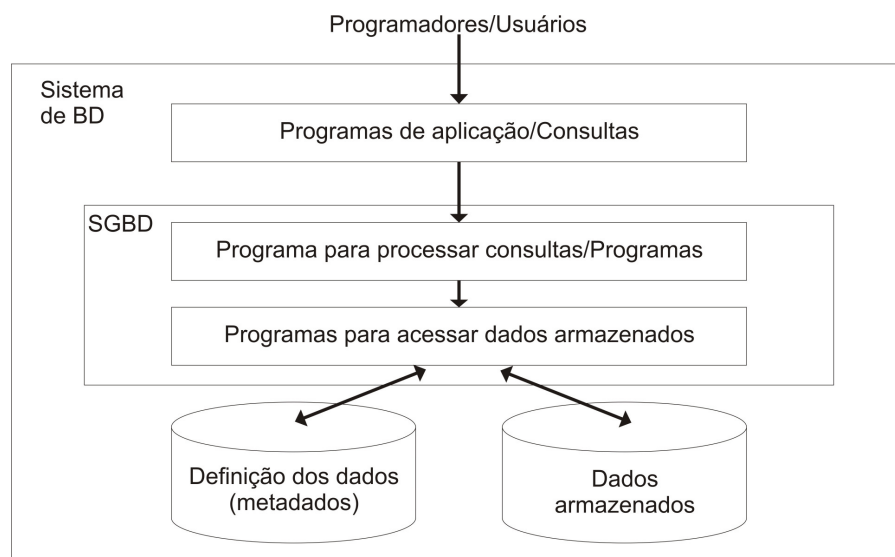 Programadores/Usuários
Sistema
de BD
Programas de aplicação/Consultas
SGBD
Programa para processar consultas/Programas
Programas para acessar dados armazenados
Definição dos dados
(metadados)
Dados
armazenados